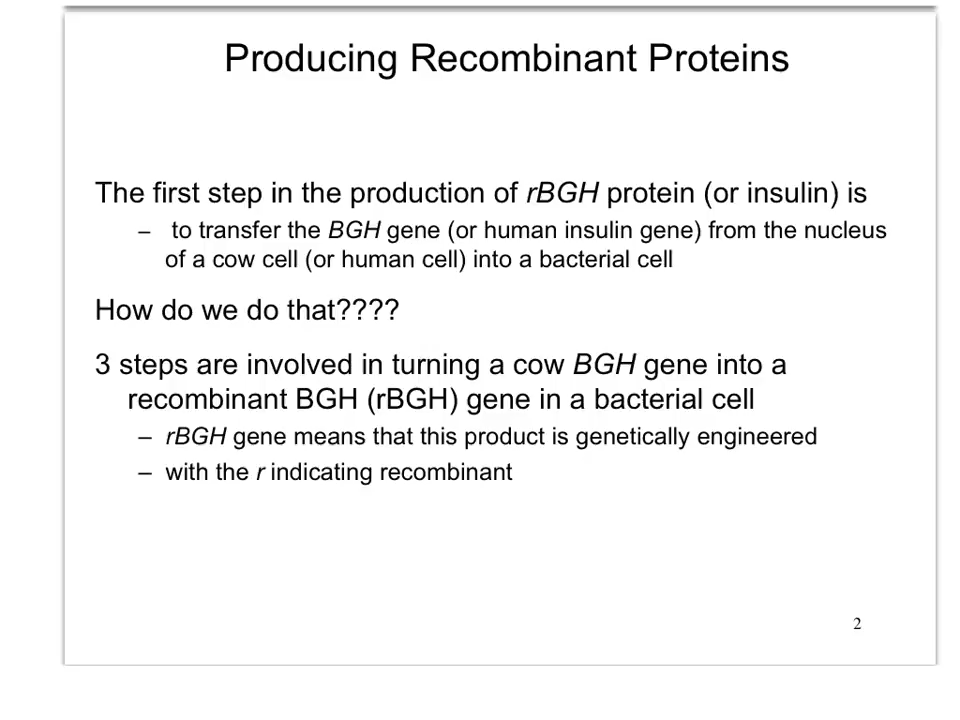 Producing Recombinant Proteins
The first step in the production of rBGH protein (or insulin) is
– to transfer the BGH gene (or human insulin gene) from the nucleus
of a cow cell (or human cell) into a bacterial cell
How do we do that????
3 steps are involved in turning a cow BGH gene into a
recombinant BGH (rBGH) gene in a bacterial cell
– rBGH gene means that this product is genetically engineered
– with the r indicating recombinant
2